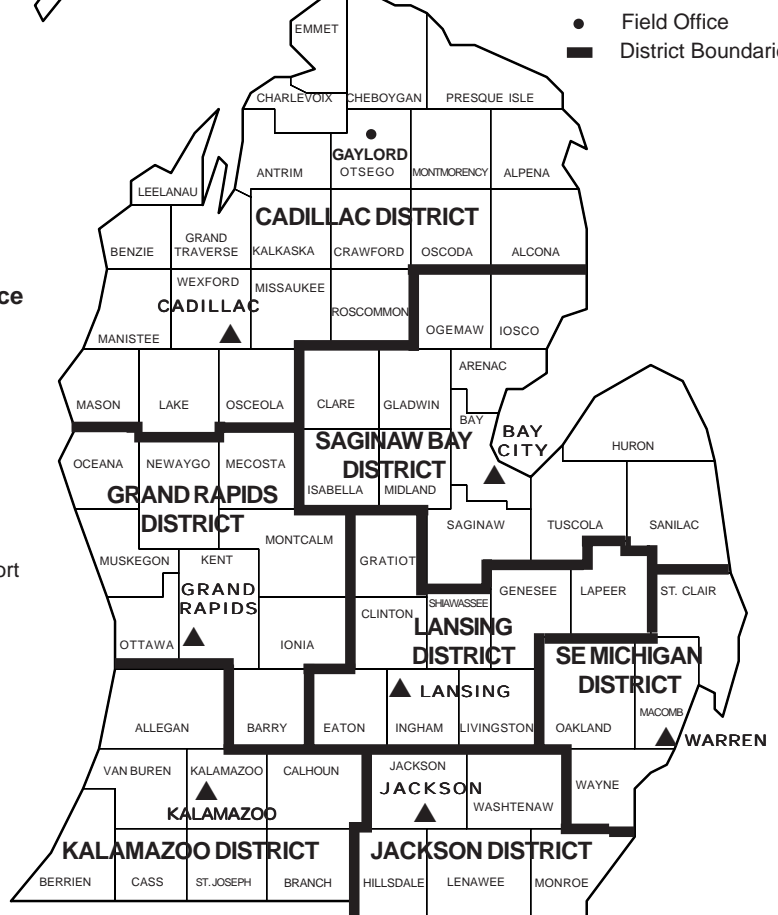 Field Office
District Boundari
EMMET
CHARLEVOIX
CHEBOYGAN
PRESQUE ISLE
GAYLORD
ANTRIM
OTSEGO
MONTMORENCY
ALPENA
LEELANAU
CADILLAC DISTRICT
BENZIE
GRAND
TRAVERSE
KALKASKA
CRAWFORD
OSCODA
ALCONA
ce
WEXFORD
MISSAUKEE
CADILLAC
ROSCOMMON
MANISTEE
OGEMAW
IOSCO
ARENAC
MASON
LAKE
OSCEOLA
CLARE
GLADWIN
BAY
BAY
CITY
SAGINAW BAY
DISTRICT
HURON
OCEANA
NEWAYGO
MECOSTA
ISABELLA
MIDLAND
GRAND RAPIDS
DISTRICT
SAGINAW
TUSCOLA
SANILAC
MONTCALM
MUSKEGON
KENT
GRATIOT
ort
GRAND
RAPIDS
GENESEE
LAPEER
ST. CLAIR
SHIAWASSEE
CLINTON
LANSING
DISTRICT
OTTAWA
IONIA
SE MICHIGAN
DISTRICT
LANSING
MACOMB
ALLEGAN
BARRY
EATON
INGHAM
LIVINGSTON
OAKLAND
WARREN
VAN BUREN
KALAMAZOO
CALHOUN
JACKSON
JACKSON
WASHTENAW
WAYNE
KALAMAZOO
KALAMAZOO DISTRICT
JACKSON DISTRICT
BERRIEN
CASS
ST. JOSEPH
BRANCH
HILLSDALE
LENAWEE
MONROE